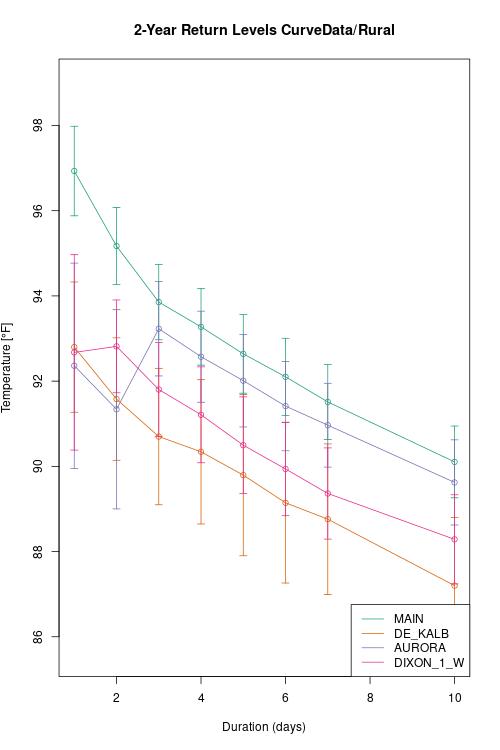 2-Year Return Levels CurveData/Rural
Temperature [°F]
98
96
94
92
90
88
86
2 4 6 8 10
Duration (days)
MAIN
DE_KALB
AURORA
DIXON_1_W